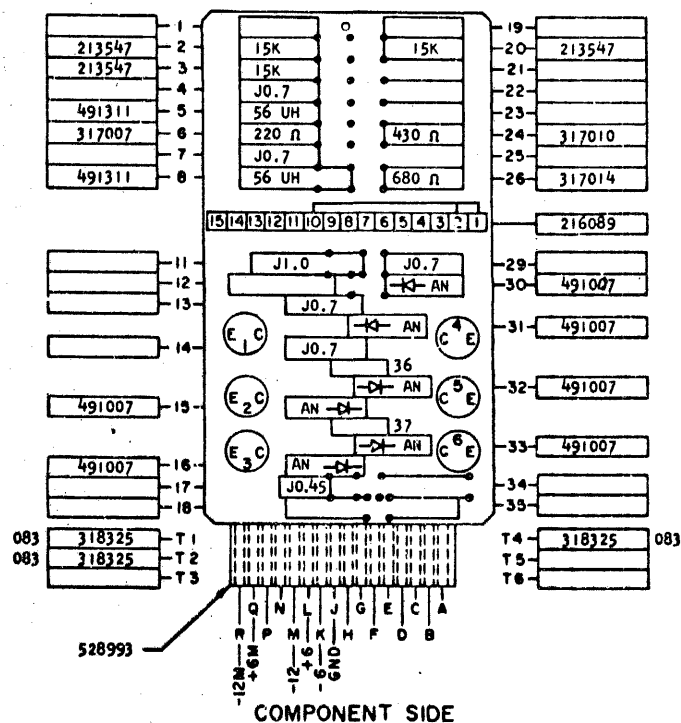 1 19
213547 2 15K 15K 20 213547
213547 3 15K 21
4 J0.7 22
491311 5 56 UH 23
317007 6 220 Ω 430 Ω 24 317010
7 J0.7 25
491311 8 56 UH 680 Ω 26 317014
15 14 13 12 11 10 9 8 7 6 5 4 3 2 1 216089
11 J1.0 J0.7 29
12 AN 30 491007
13 J0.7
E C 1 AN C 4 E 31 491007
14 J0.7
36
E 2 C C 5 E 32 491007
491007 15 AN
37
E 3 C AN C 6 E 33 491007
491007 16 AN
17 J0.45 34
18 35
083 318325 T1 T4 318325 083
083 318325 T2 T5
T3 T6
Q N L J G E C A
R P M K H F D B
528993
-12M +6M -12 +6 -6 GND
COMPONENT SIDE